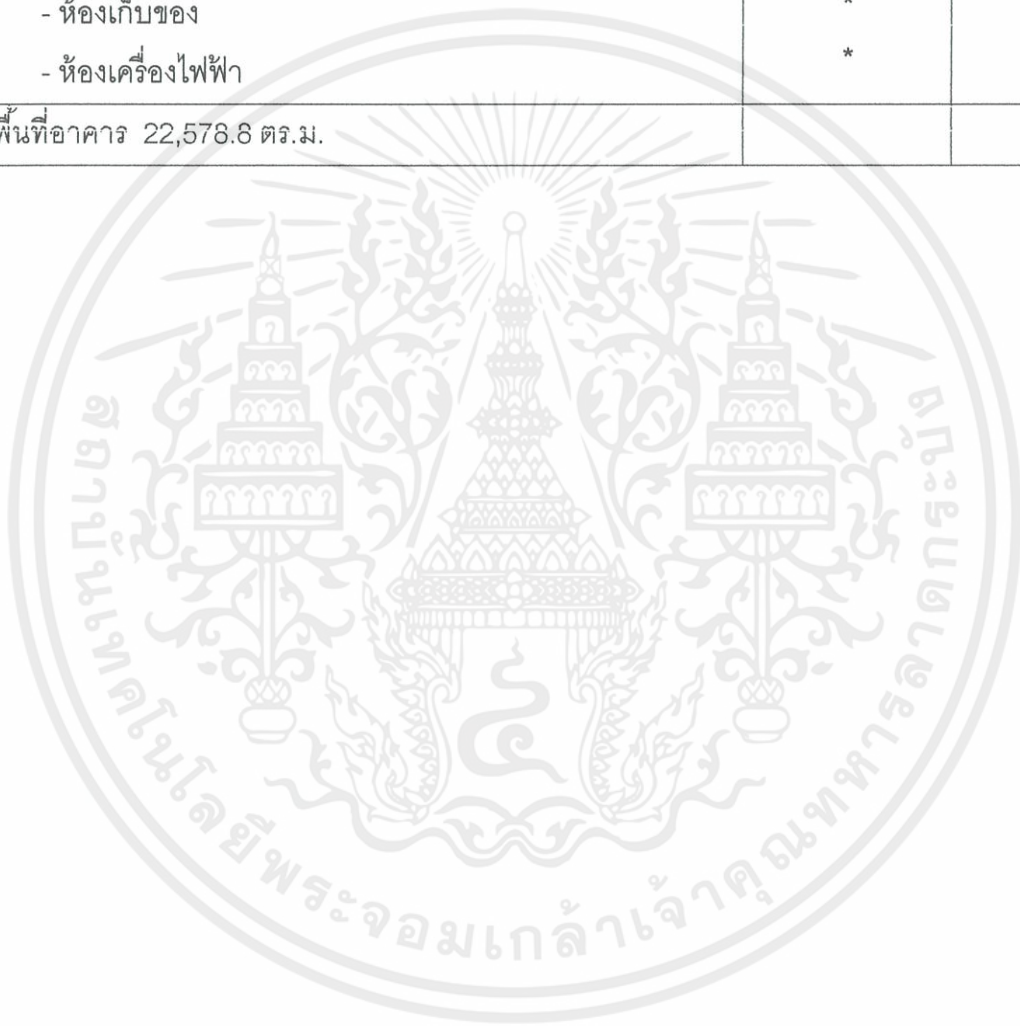 - ห้องเก็บของ *
- ห้องเครื่องไฟฟ้า *
พื้นที่อาคาร 22,578.8 ตร.ม.
สถาบันเทคโนโลยีพระจอมเกล้าเจ้าคุณทหารลาดกระบัง
๔